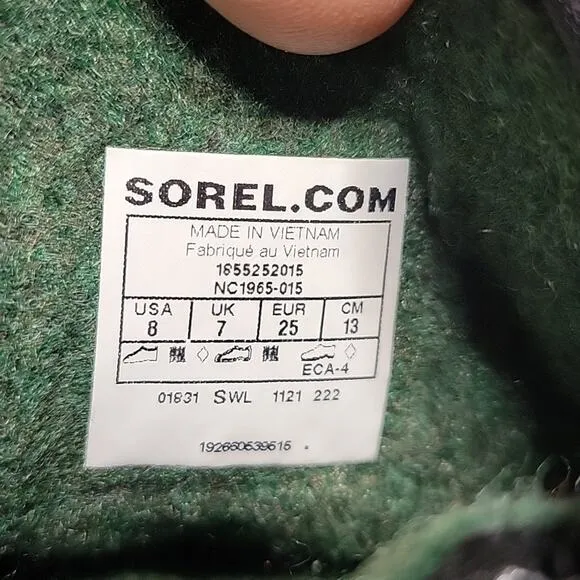 SOREL.COM
MADE IN VIETNAM
Fabriqué au Vietnam
1855252015
NC1965-015
USA UK EUR CM
8 7 25 13
ECA-4
01831 SWL 1121 222
192660539515